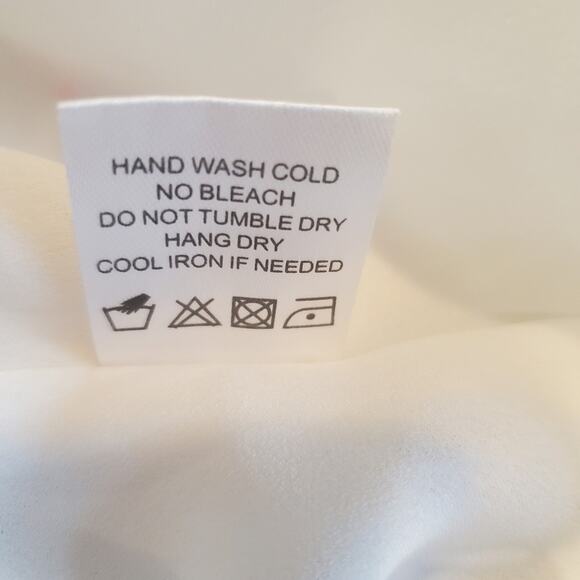 HAND WASH COLD
NO BLEACH
DO NOT TUMBLE DRY
HANG DRY
COOL IRON IF NEEDED